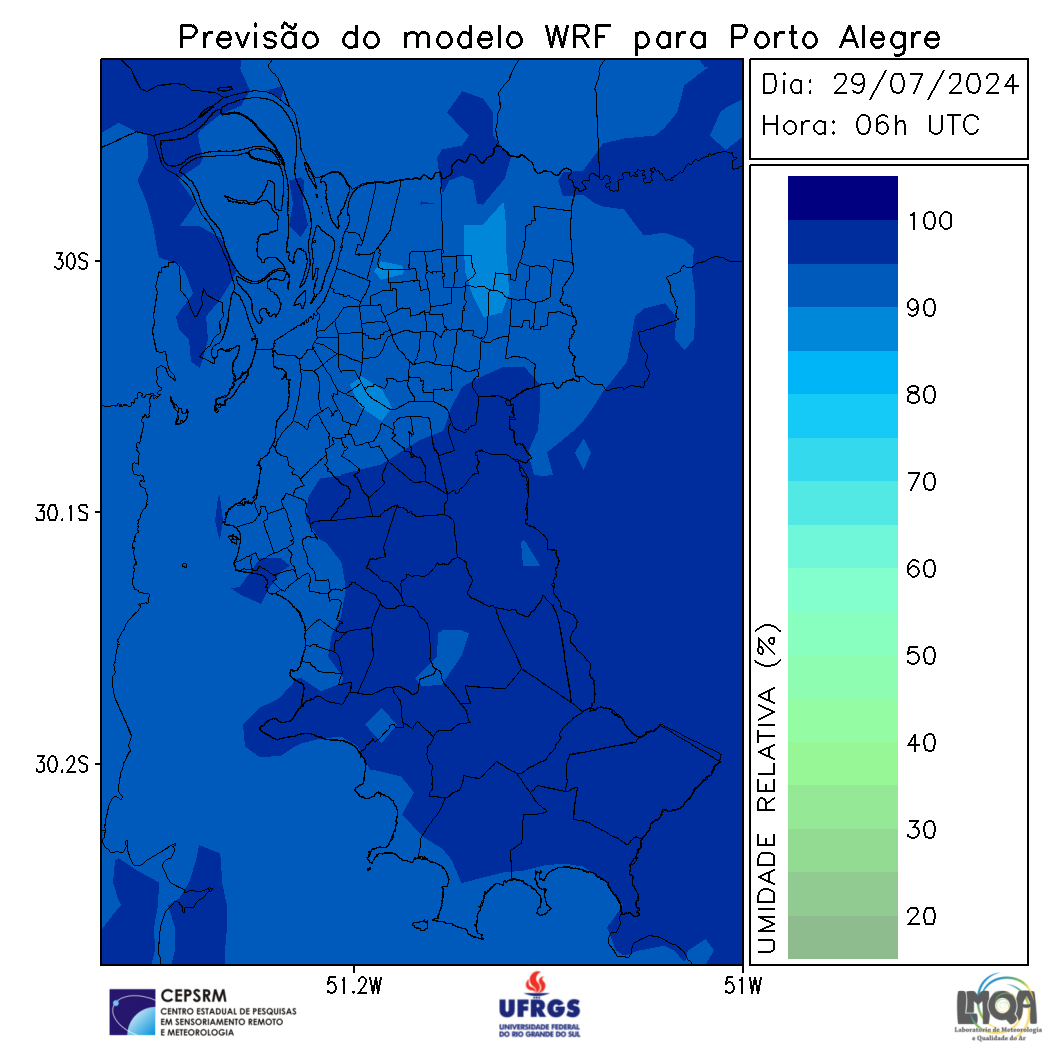 Previsão do modelo WRF para Porto Alegre
Dia: 29/07/2024
Hora: 06h UTC
100
90
80
70
60
50
40
30
20
UMIDADE RELATIVA (%)
30S
30.1S
30.2S
51.2W
51W
CEPSRM
CENTRO ESTADUAL DE PESQUISAS
EM SENSORIAMENTO REMOTO
E METEOROLOGIA
UFRGS
UNIVERSIDADE FEDERAL
DO RIO GRANDE DO SUL
LMQA
Laboratório de Meteorologia
e Qualidade do Ar